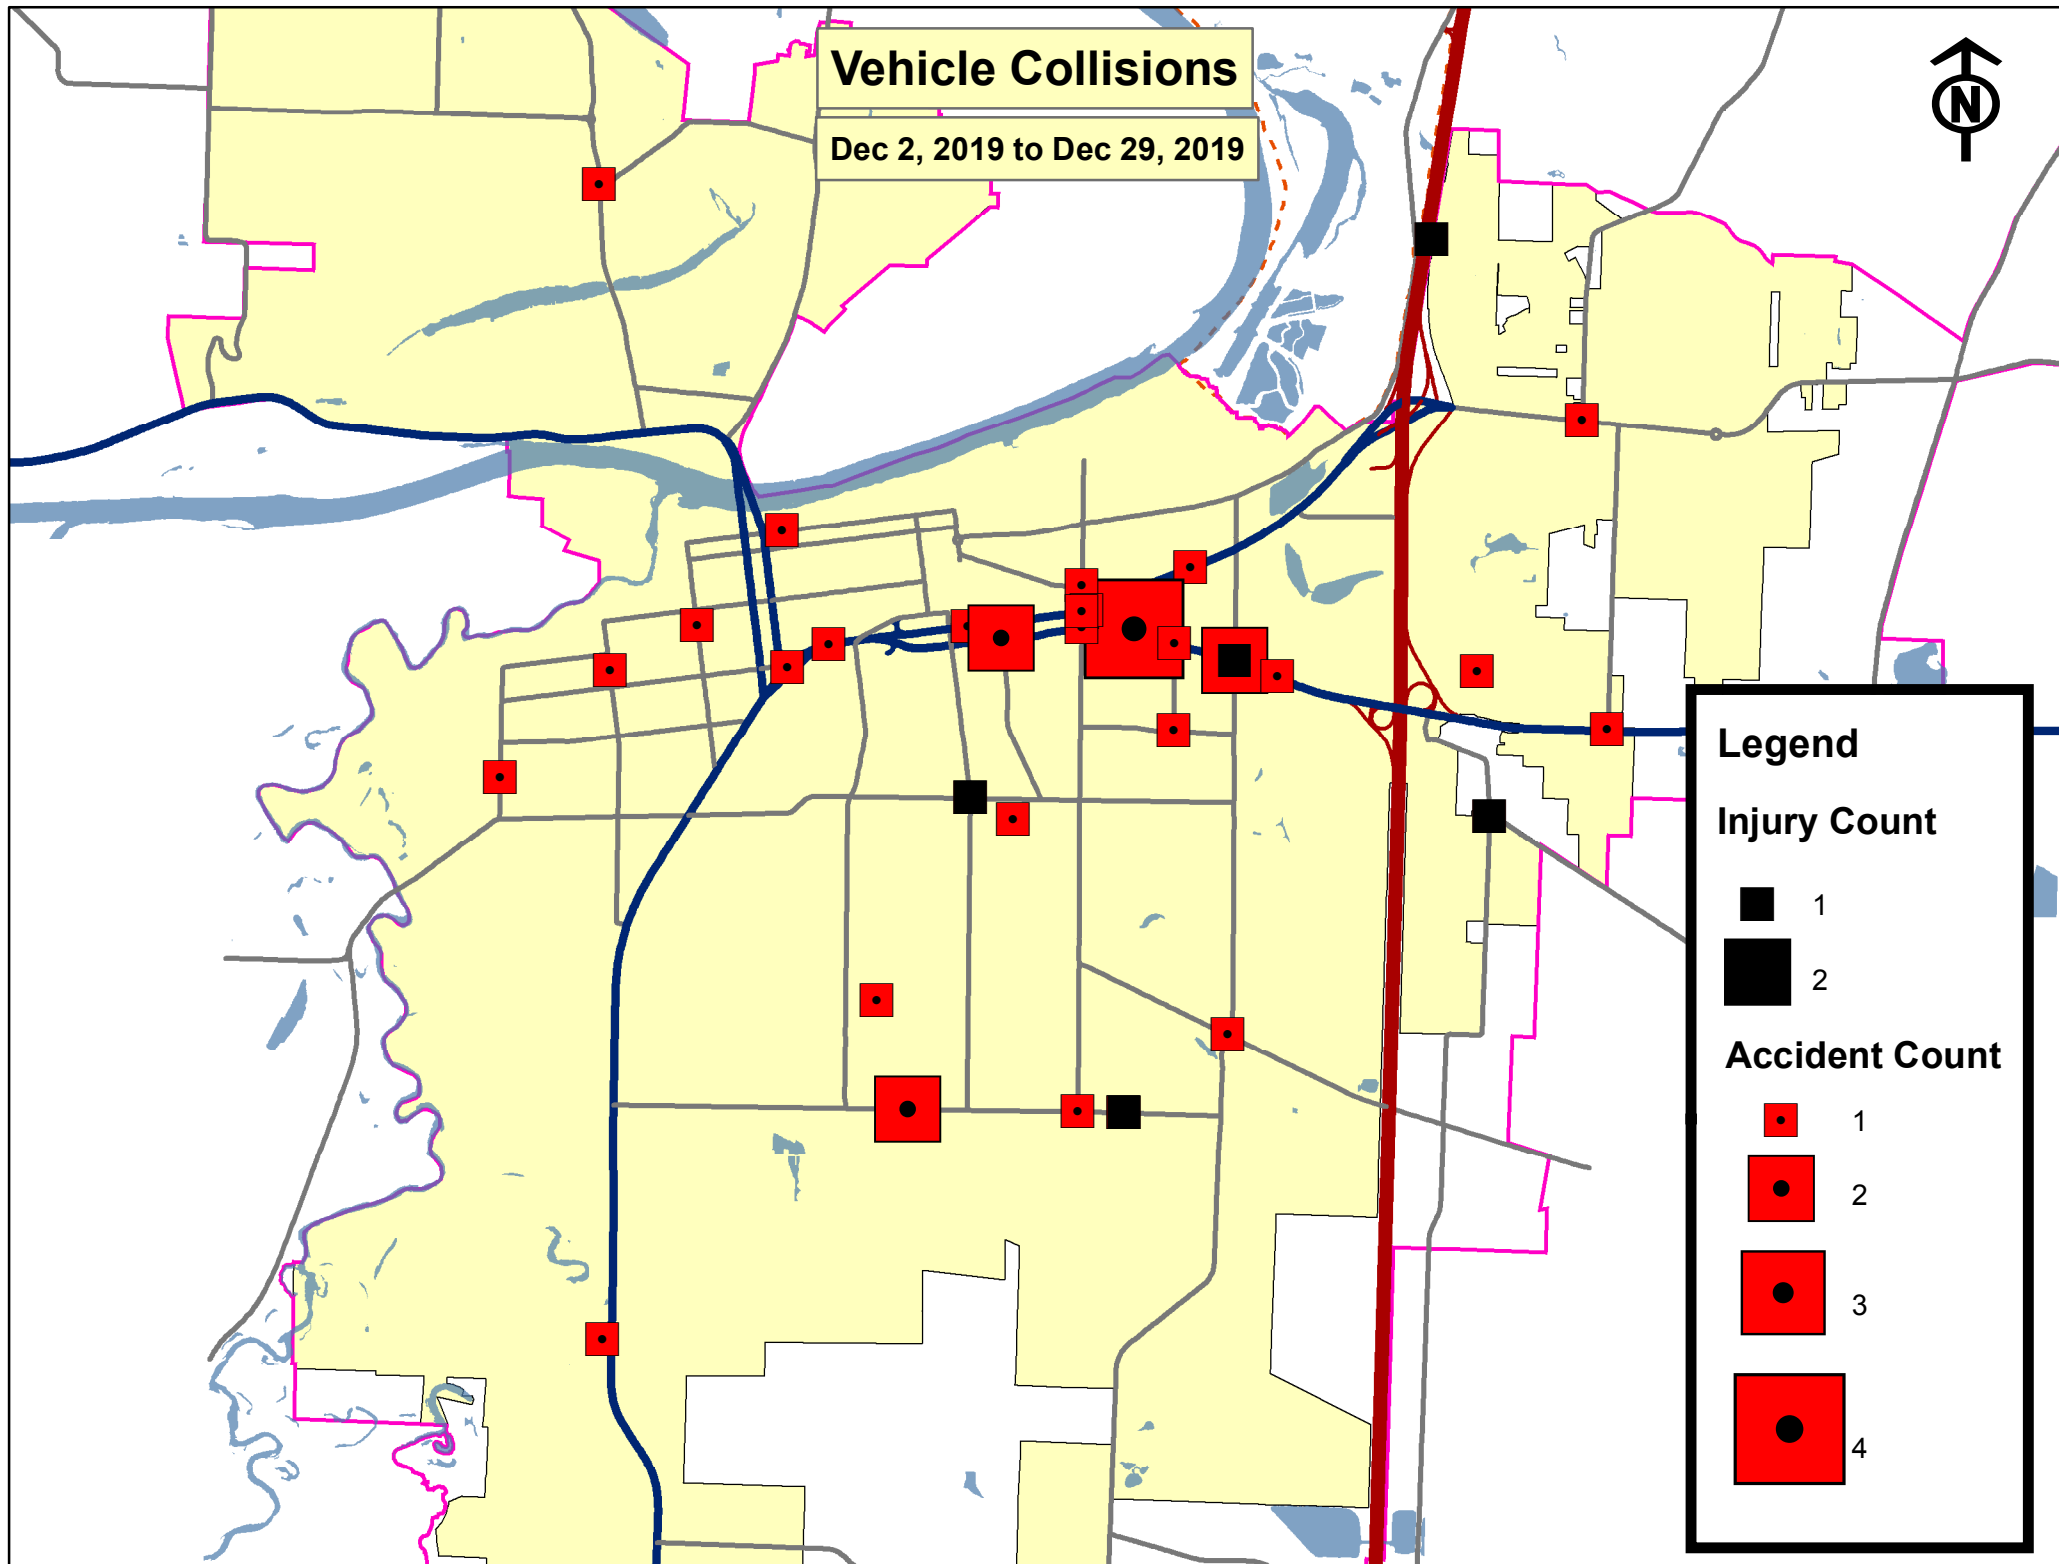 Vehicle Collisions
Dec 2, 2019 to Dec 29, 2019
N
Legend
Injury Count
1
2
Accident Count
1
2
3
4